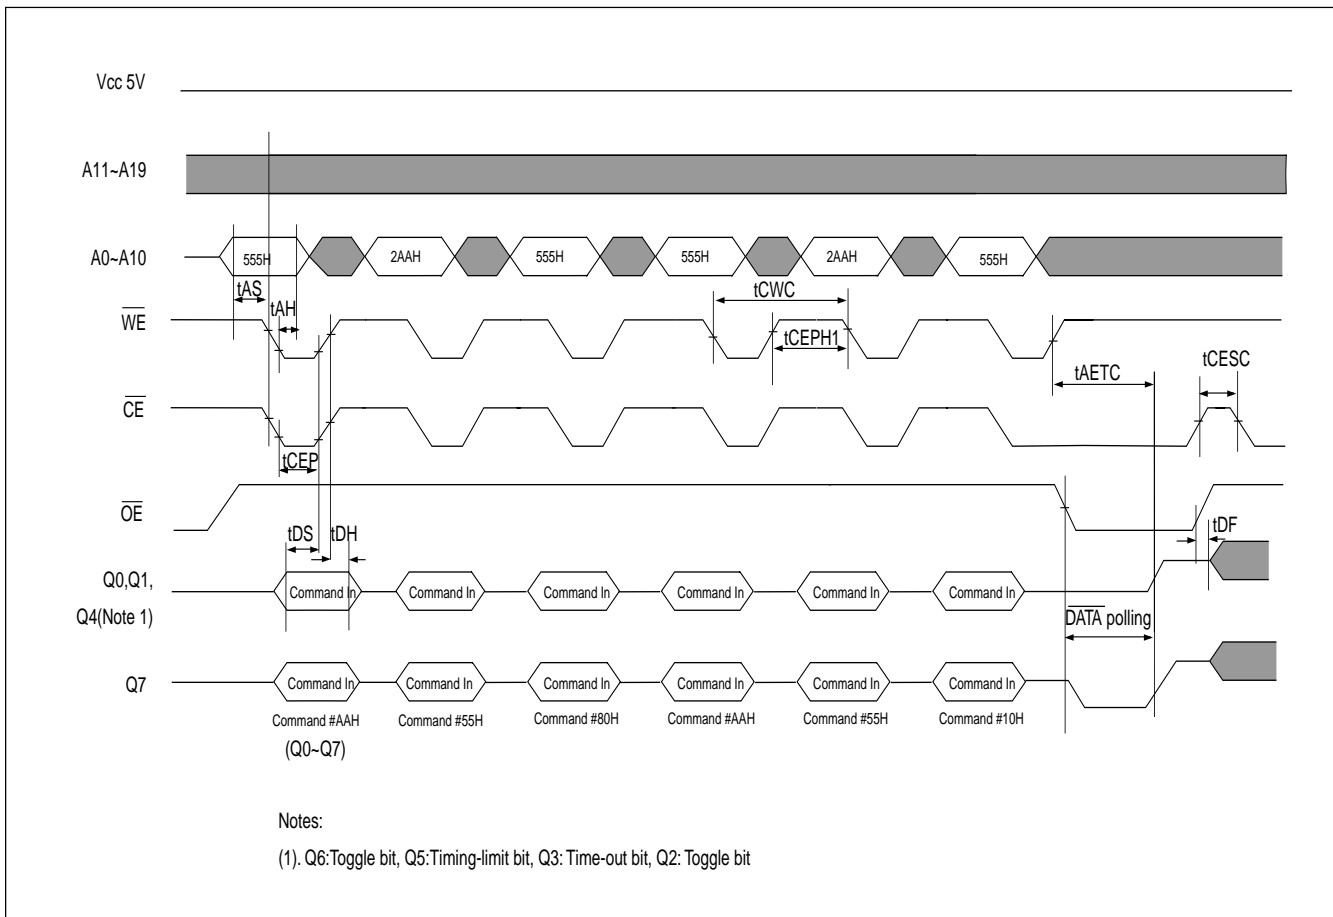 Vcc 5V
A11~A19
A0~A10
555H
2AAH
555H
555H
2AAH
555H
tAS
tAH
tCWC
WE
tCEPH1
tAETC
tCESC
CE
tCEP
OE
tDS
tDH
tDF
Q0,Q1,
Q4(Note 1)
Command In
Command In
Command In
Command In
Command In
Command In
DATA polling
Q7
Command In
Command In
Command In
Command In
Command In
Command In
Command #AAH
Command #55H
Command #80H
Command #AAH
Command #55H
Command #10H
(Q0~Q7)
Notes:
(1). Q6:Toggle bit, Q5:Timing-limit bit, Q3: Time-out bit, Q2: Toggle bit